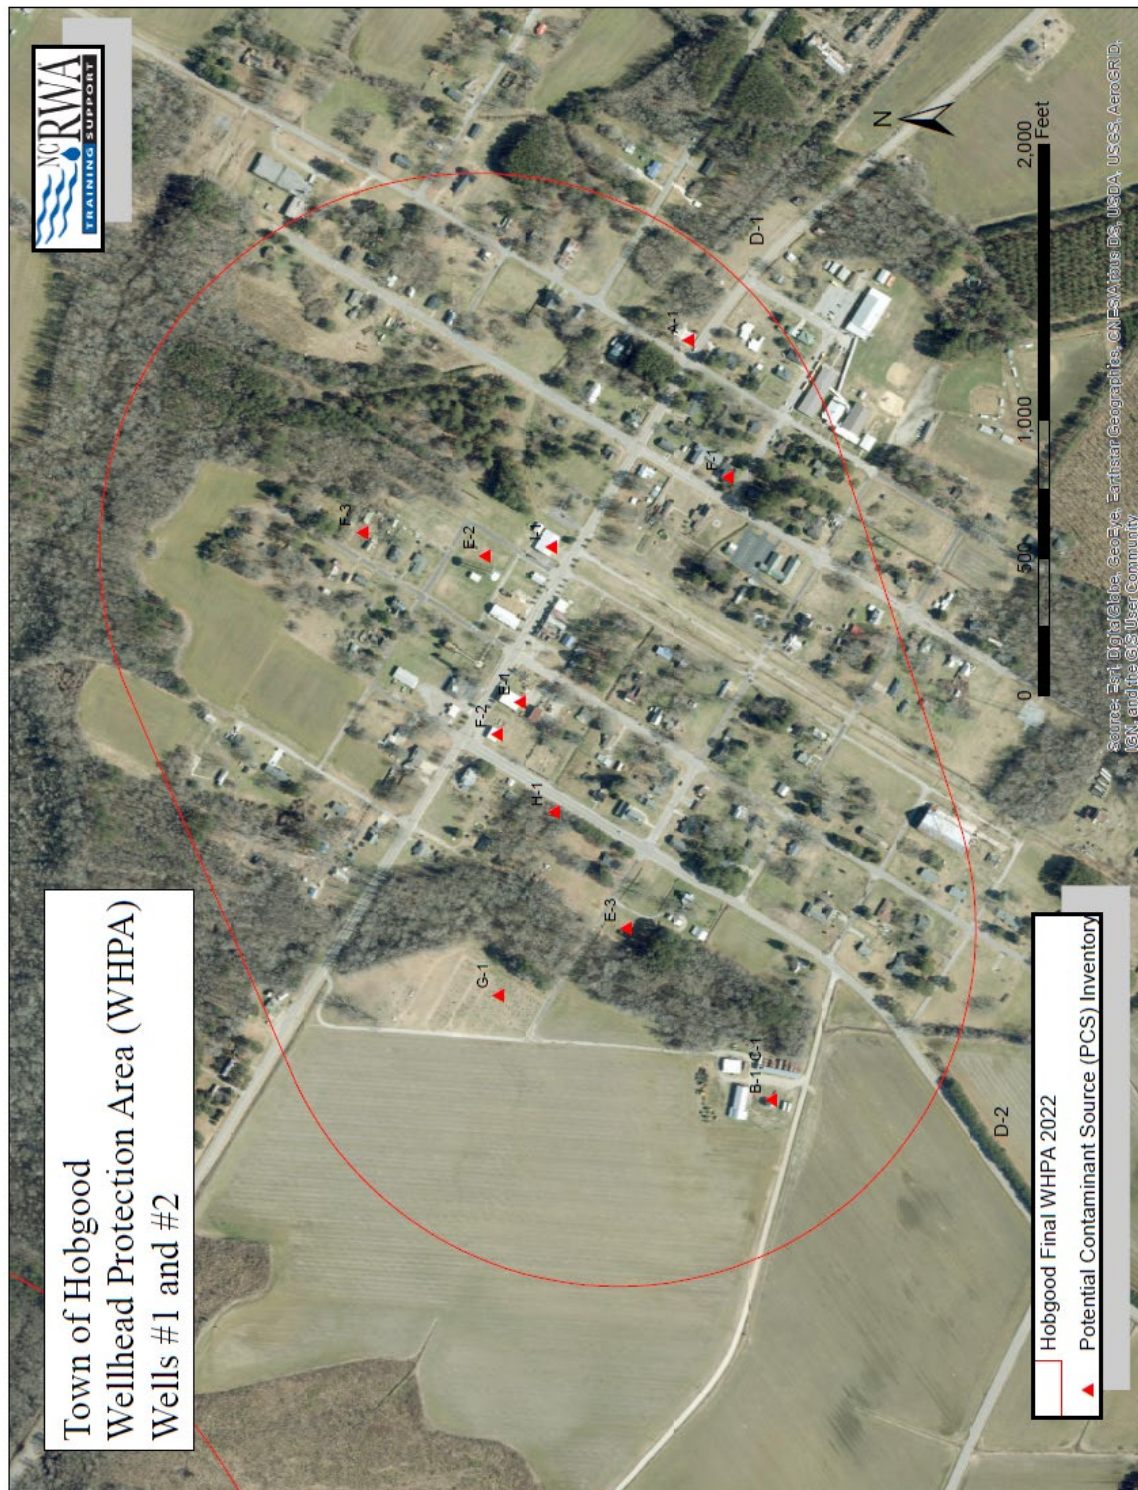 Town of Hobgood
Wellhead Protection Area (WHPA)
Wells #1 and #2
NCRWA
TRAINING SUPPORT
F-3
E-2
I-1
G-1
F-2
E-1
H-1
E-3
A-1
F-1
D-1
B-1, C-1
D-2
N
0 500 1,000 2,000
Feet
Hobgood Final WHPA 2022
Potential Contaminant Source (PCS) Inventory
Source: Esri, DigitalGlobe, GeoEye, Earthstar Geographics, CNES/Airbus DS, USDA, USGS, AeroGRID,
IGN, and the GIS User Community